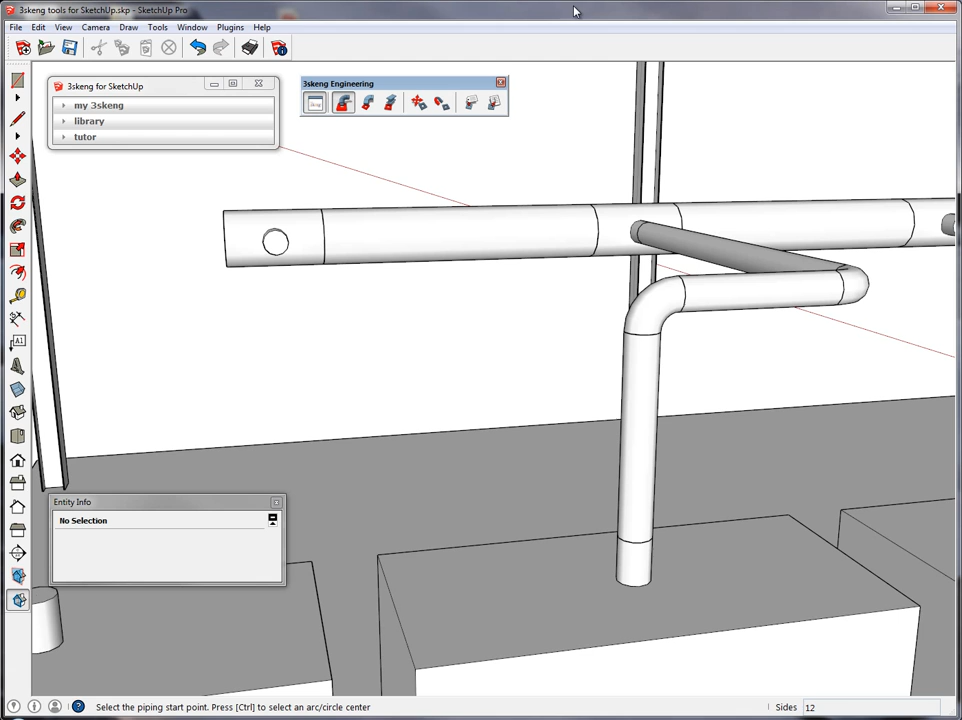 3skeng tools for SketchUp.skp - SketchUp Pro
File Edit View Camera Draw Tools Window Plugins Help
3skeng for SketchUp
my 3skeng
library
tutor
3skeng Engineering
A1
Entity Info
No Selection
Select the piping start point. Press [Ctrl] to select an arc/circle center
Sides 12